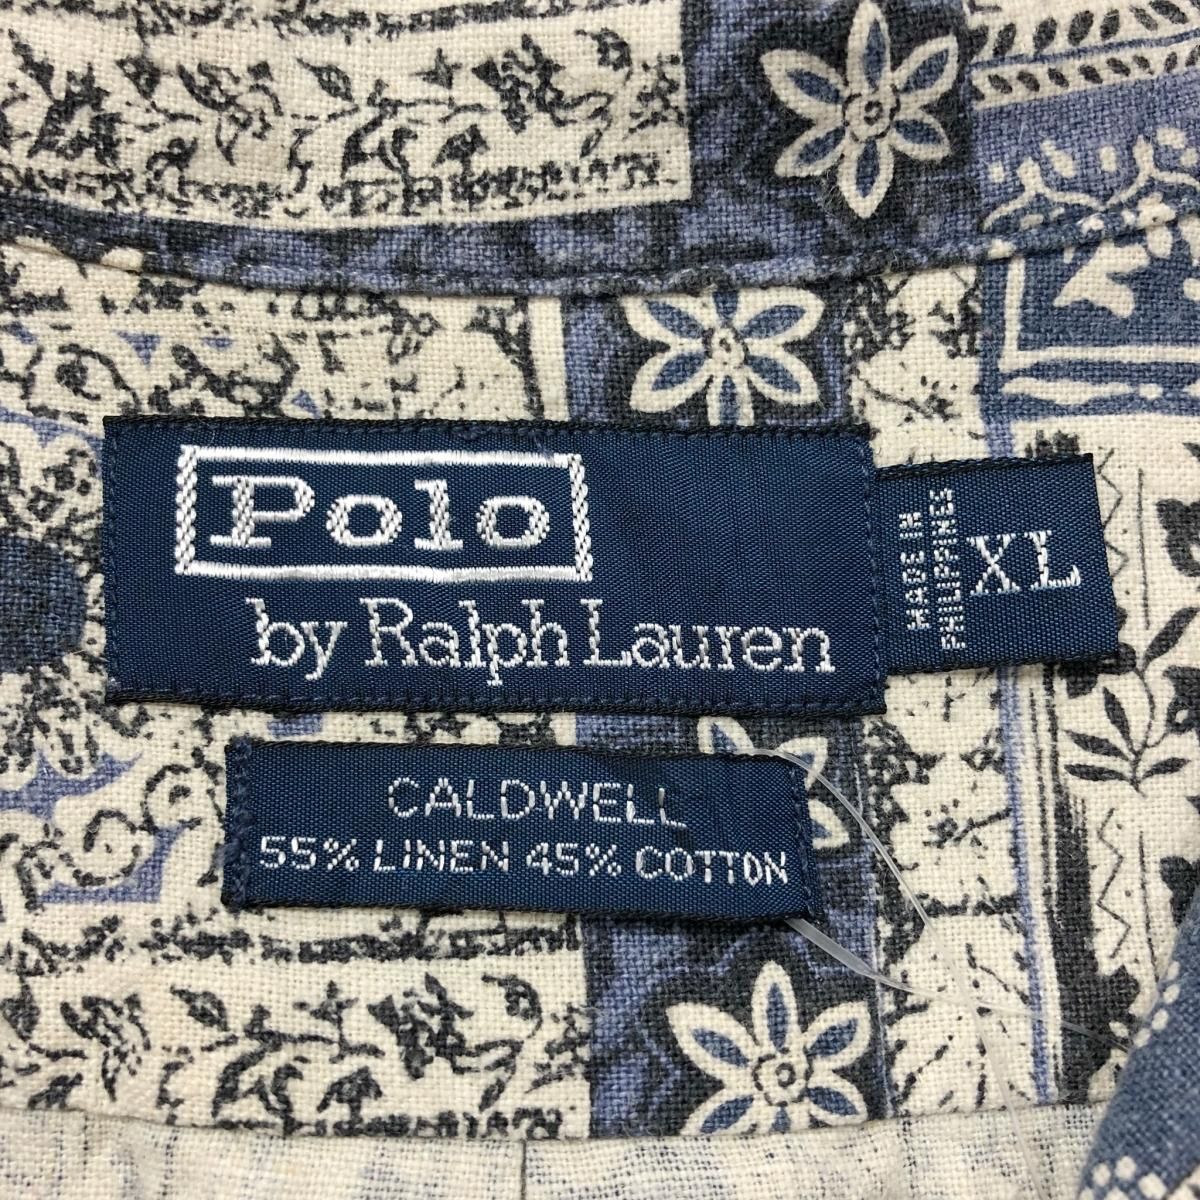 Polo
by Ralph Lauren
MADE IN
PHILIPPINES
XL
CALDWELL
55% LINEN 45% COTTON